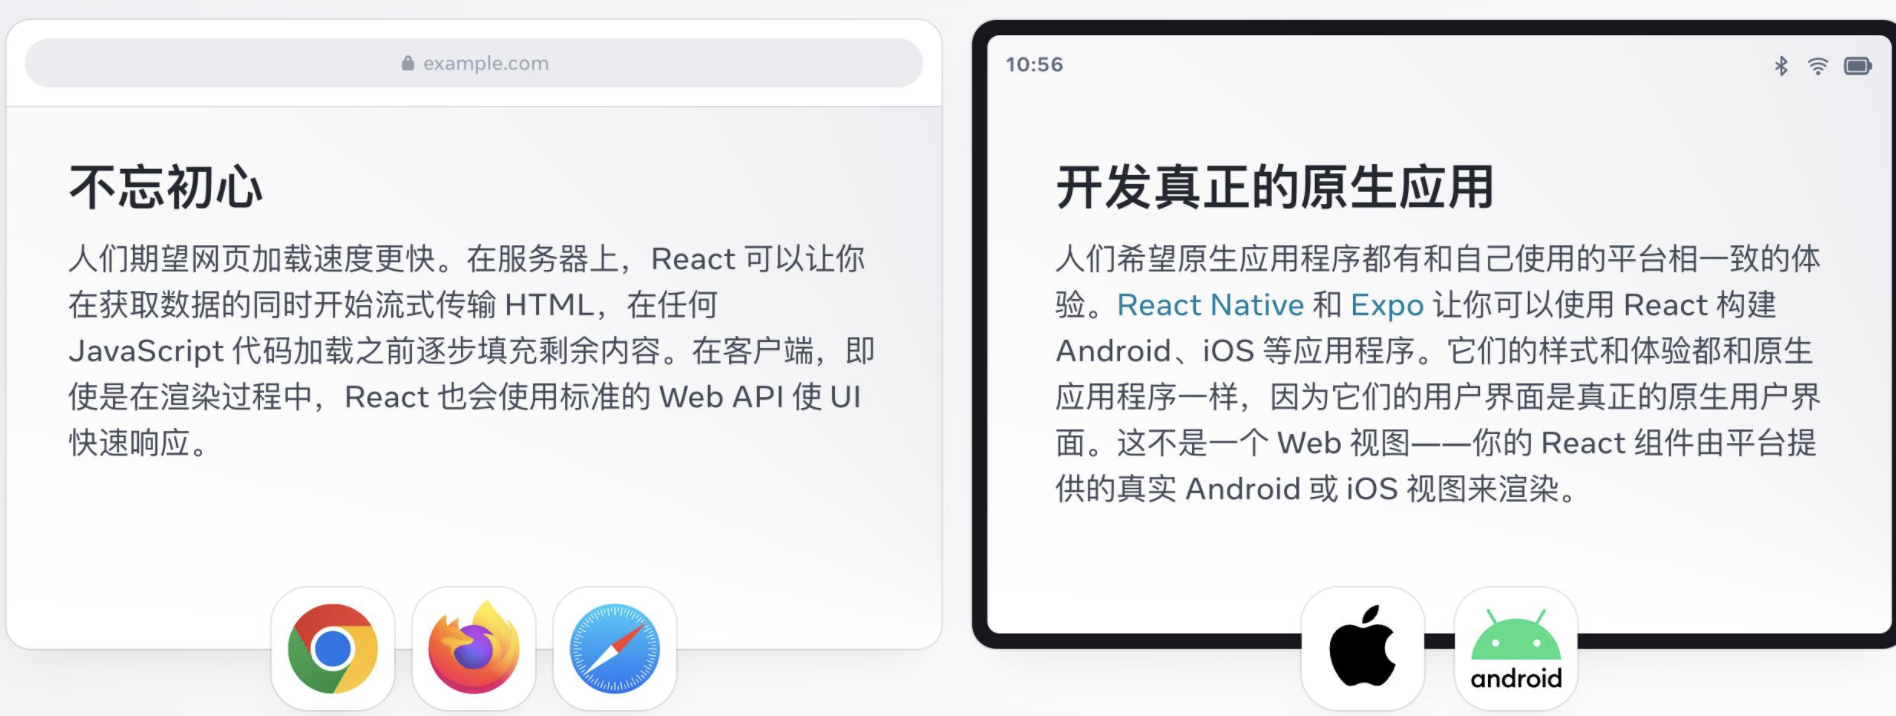 example.com
不忘初心
人们期望网页加载速度更快。在服务器上，React 可以让你
在获取数据的同时开始流式传输 HTML，在任何
JavaScript 代码加载之前逐步填充剩余内容。在客户端，即
使是在渲染过程中，React 也会使用标准的 Web API 使 UI
快速响应。
10:56
开发真正的原生应用
人们希望原生应用程序都有和自己使用的平台相一致的体
验。React Native 和 Expo 让你可以使用 React 构建
Android、iOS 等应用程序。它们的样式和体验都和原生
应用程序一样，因为它们的用户界面是真正的原生用户界
面。这不是一个 Web 视图——你的 React 组件由平台提
供的真实 Android 或 iOS 视图来渲染。
android